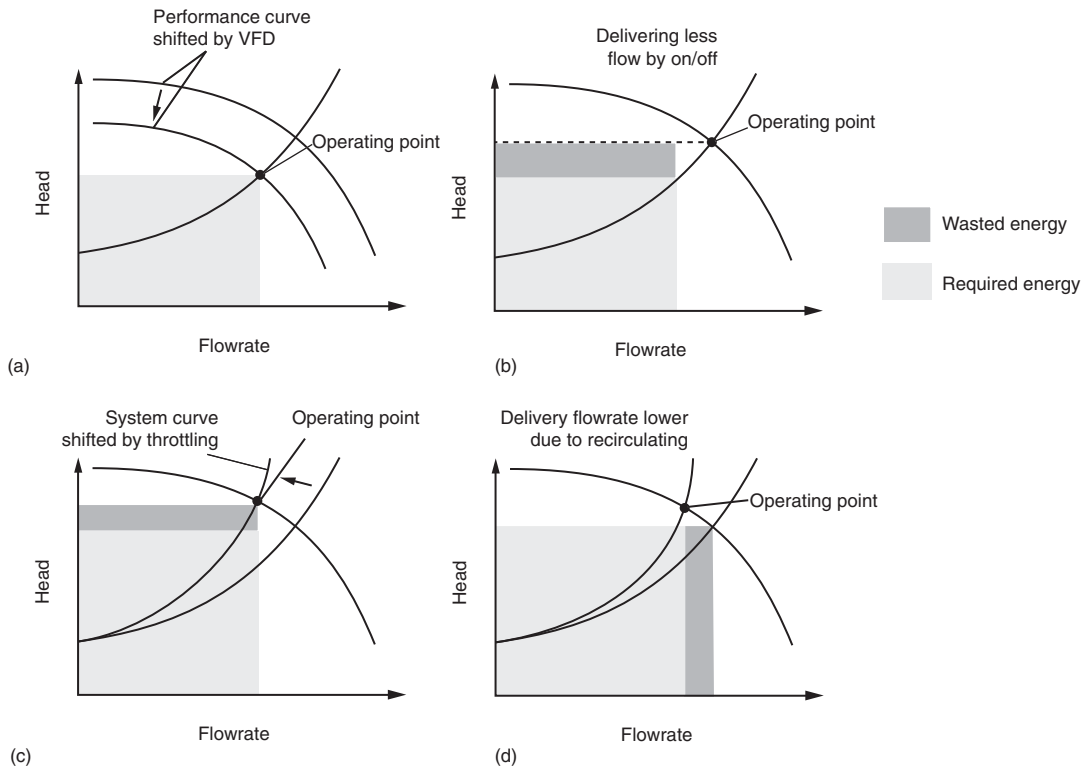 Performance curve
shifted by VFD
Operating point
Head
Flowrate
(a)
Delivering less
flow by on/off
Operating point
Head
Flowrate
(b)
Wasted energy
Required energy
System curve
shifted by throttling
Operating point
Head
Flowrate
(c)
Delivery flowrate lower
due to recirculating
Operating point
Head
Flowrate
(d)